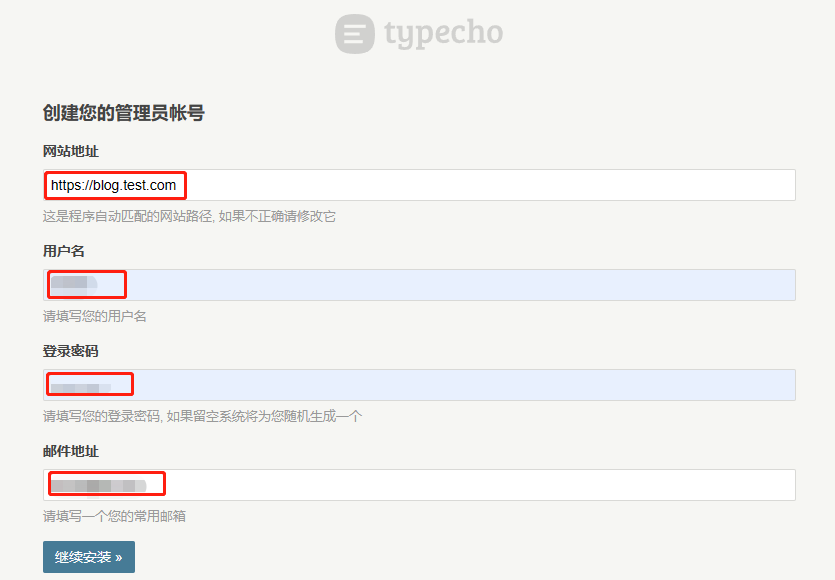 typecho
创建您的管理员帐号
网站地址
https://blog.test.com
这是程序自动匹配的网站路径, 如果不正确请修改它
用户名
请填写您的用户名
登录密码
请填写您的登录密码, 如果留空系统将为您随机生成一个
邮件地址
请填写一个您的常用邮箱
继续安装 »